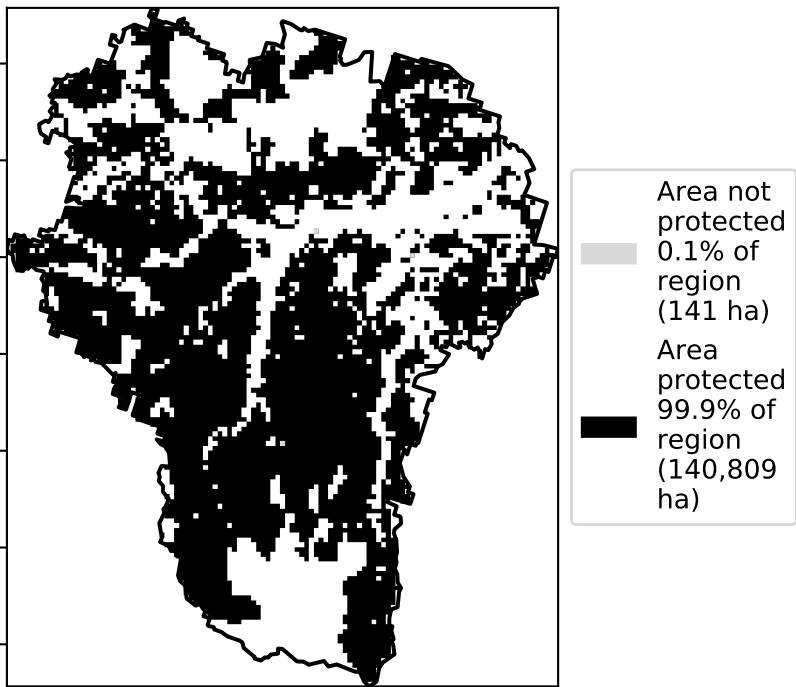 Area not
protected
0.1% of
region
(141 ha)
Area
protected
99.9% of
region
(140,809
ha)